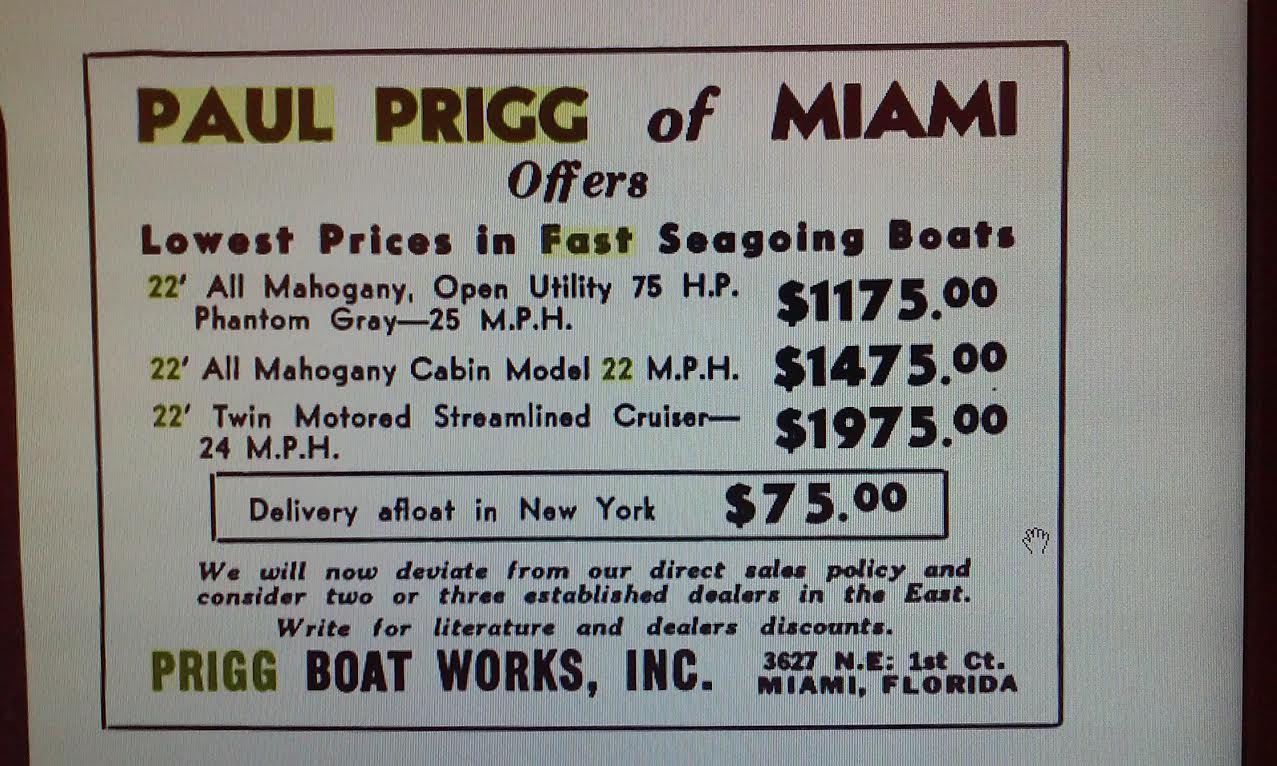 PAUL PRIGG of MIAMI
Offers
Lowest Prices in Fast Seagoing Boats
22' All Mahogany, Open Utility 75 H.P.
Phantom Gray—25 M.P.H.
$1175.00
22' All Mahogany Cabin Model 22 M.P.H.
$1475.00
22' Twin Motored Streamlined Cruiser—
24 M.P.H.
$1975.00
Delivery afloat in New York $75.00
We will now deviate from our direct sales policy and
consider two or three established dealers in the East.
Write for literature and dealers discounts.
PRIGG BOAT WORKS, INC.
3627 N.E: 1st Ct.
MIAMI, FLORIDA